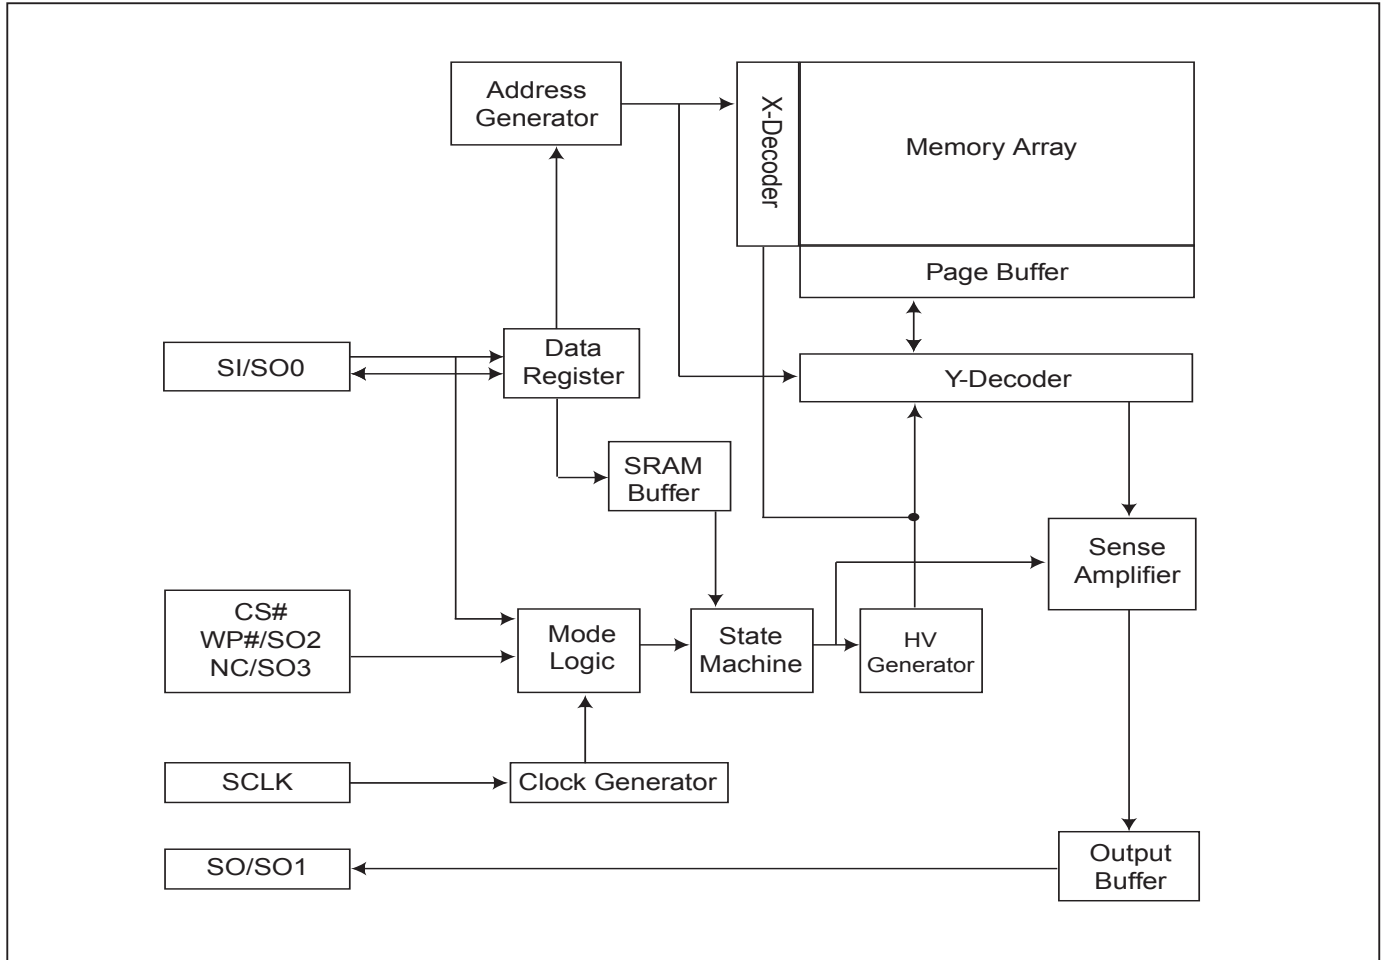 Address
Generator
X-Decoder
Memory Array
Page Buffer
SI/SO0
Data
Register
Y-Decoder
SRAM
Buffer
Sense
Amplifier
CS#
WP#/SO2
NC/SO3
Mode
Logic
State
Machine
HV
Generator
SCLK
Clock Generator
SO/SO1
Output
Buffer